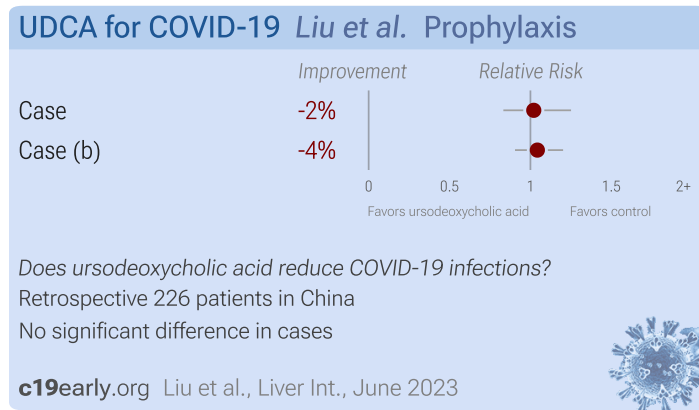 UDCA for COVID-19 Liu et al. Prophylaxis
Improvement Relative Risk
Case -2%
Case (b) -4%
0 0.5 1 1.5 2+
Favors ursodeoxycholic acid Favors control
Does ursodeoxycholic acid reduce COVID-19 infections?
Retrospective 226 patients in China
No significant difference in cases
c19early.org Liu et al., Liver Int., June 2023